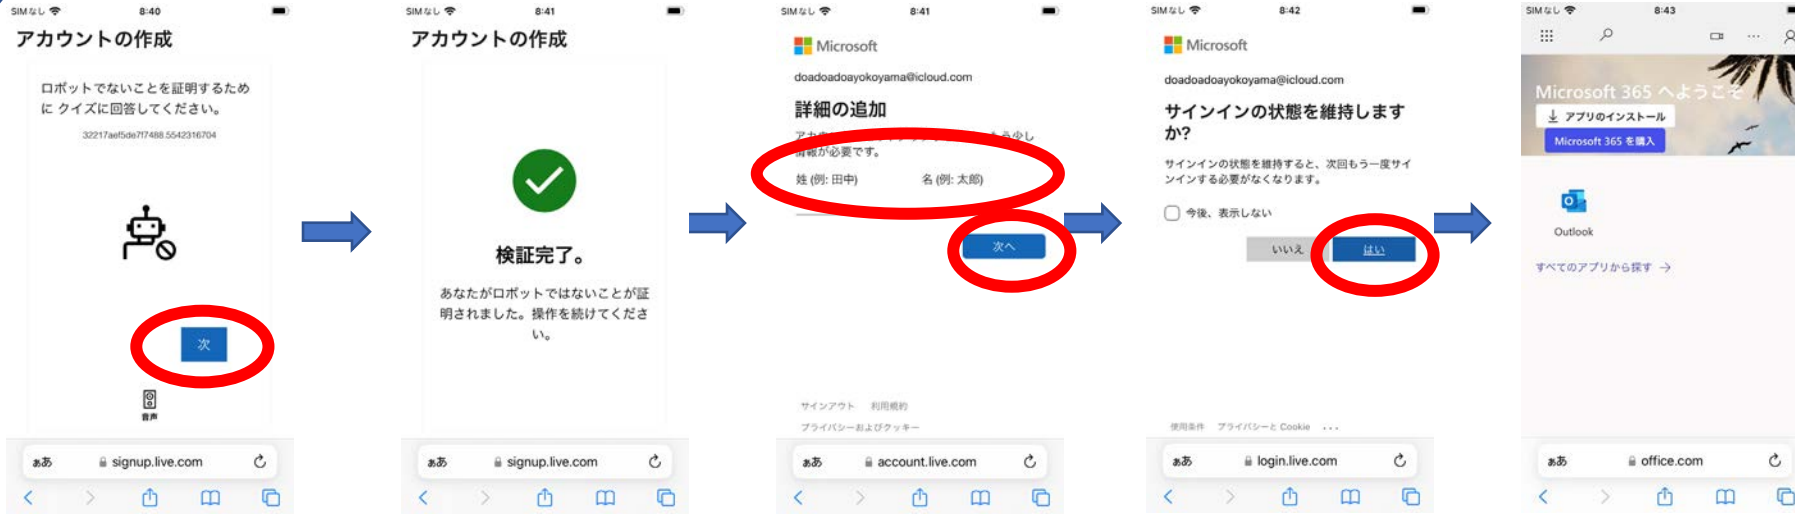 SIMなし 8:40
アカウントの作成
ロボットでないことを証明するため
に クイズに回答してください。
32217aef5de7f7488.5542316704
次
音声
ああ signup.live.com
SIMなし 8:41
アカウントの作成
検証完了。
あなたがロボットではないことが証
明されました。操作を続けてくださ
い。
ああ signup.live.com
SIMなし 8:41
Microsoft
doadoadoayokoyama@icloud.com
詳細の追加
う少し
情報が必要です。
姓 (例: 田中) 名 (例: 太郎)
次へ
サインアウト 利用規約
プライバシーおよびクッキー
ああ account.live.com
SIMなし 8:42
Microsoft
doadoadoayokoyama@icloud.com
サインインの状態を維持します
か?
サインインの状態を維持すると、次回もう一度サイ
ンインする必要がなくなります。
今後、表示しない
いいえ はい
使用条件 プライバシーと Cookie ...
ああ login.live.com
SIMなし 8:43
Microsoft 365 へようこそ
アプリのインストール
Microsoft 365 を購入
Outlook
すべてのアプリから探す →
ああ office.com